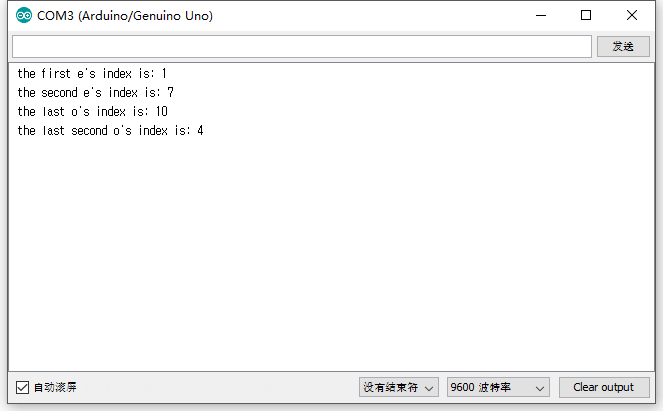 COM3 (Arduino/Genuino Uno)
发送
the first e's index is: 1
the second e's index is: 7
the last o's index is: 10
the last second o's index is: 4
自动滚屏
没有结束符
9600 波特率
Clear output